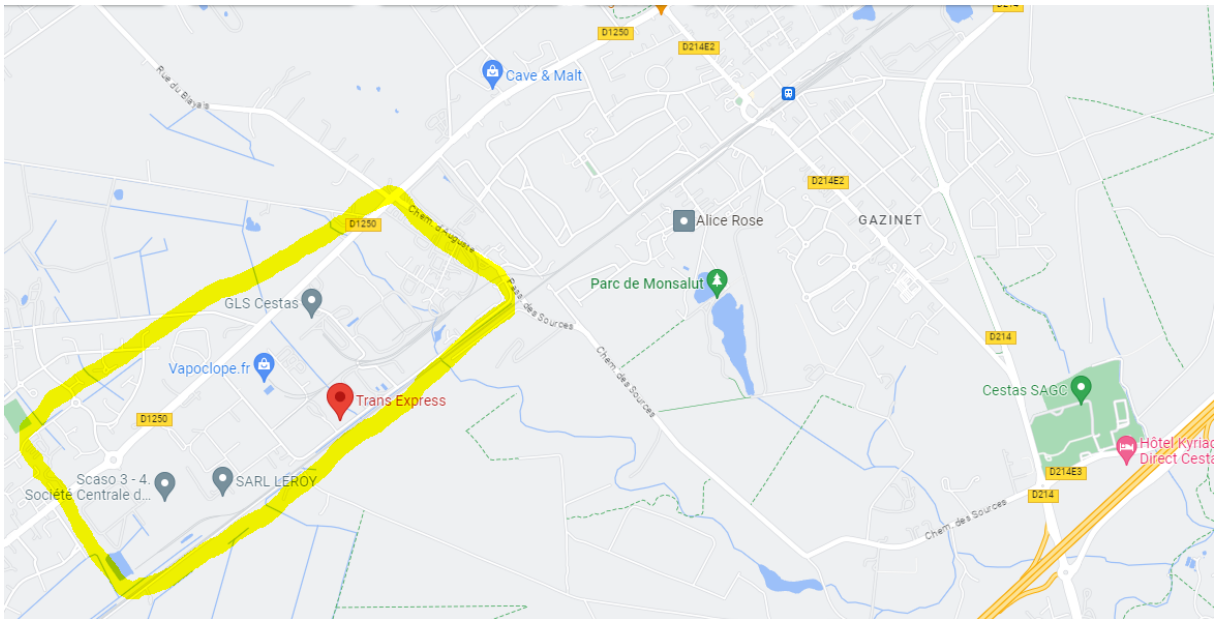 D214
D1250
D214E2
Cave & Malt
Rue du Blayais
D214E2
Chem. d'Auguste
D1250
Alice Rose
GAZINET
Parc de Monsalut
Pass. des Sources
GLS Cestas
D214
Chem. des Sources
Vapoclope.fr
Cestas SAGC
Trans Express
D1250
Hôtel Kyriad
Direct Cesta
D214E3
Scaso 3 - 4.
Société Centrale d...
SARL LEROY
D214
Chem. des Sources